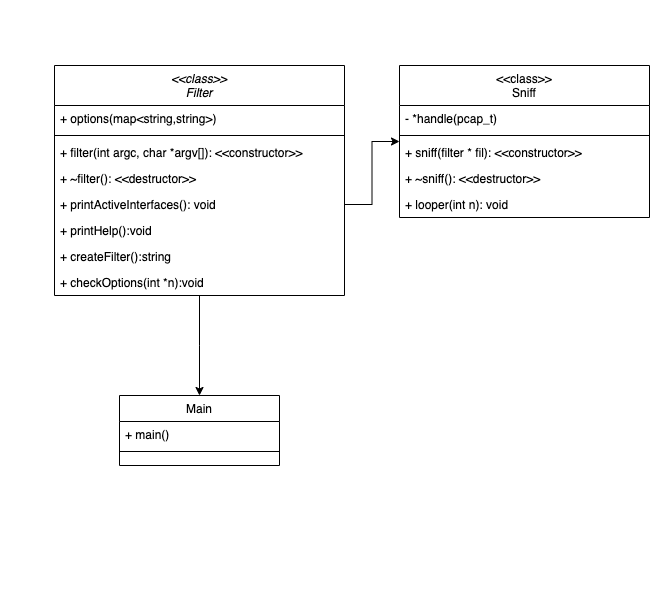 <<class>>
Filter
+ options(map<string,string>)
+ filter(int argc, char *argv[]): <<constructor>>
+ ~filter(): <<destructor>>
+ printActiveInterfaces(): void
+ printHelp():void
+ createFilter():string
+ checkOptions(int *n):void
<<class>>
Sniff
- *handle(pcap_t)
+ sniff(filter * fil): <<constructor>>
+ ~sniff(): <<destructor>>
+ looper(int n): void
Main
+ main()